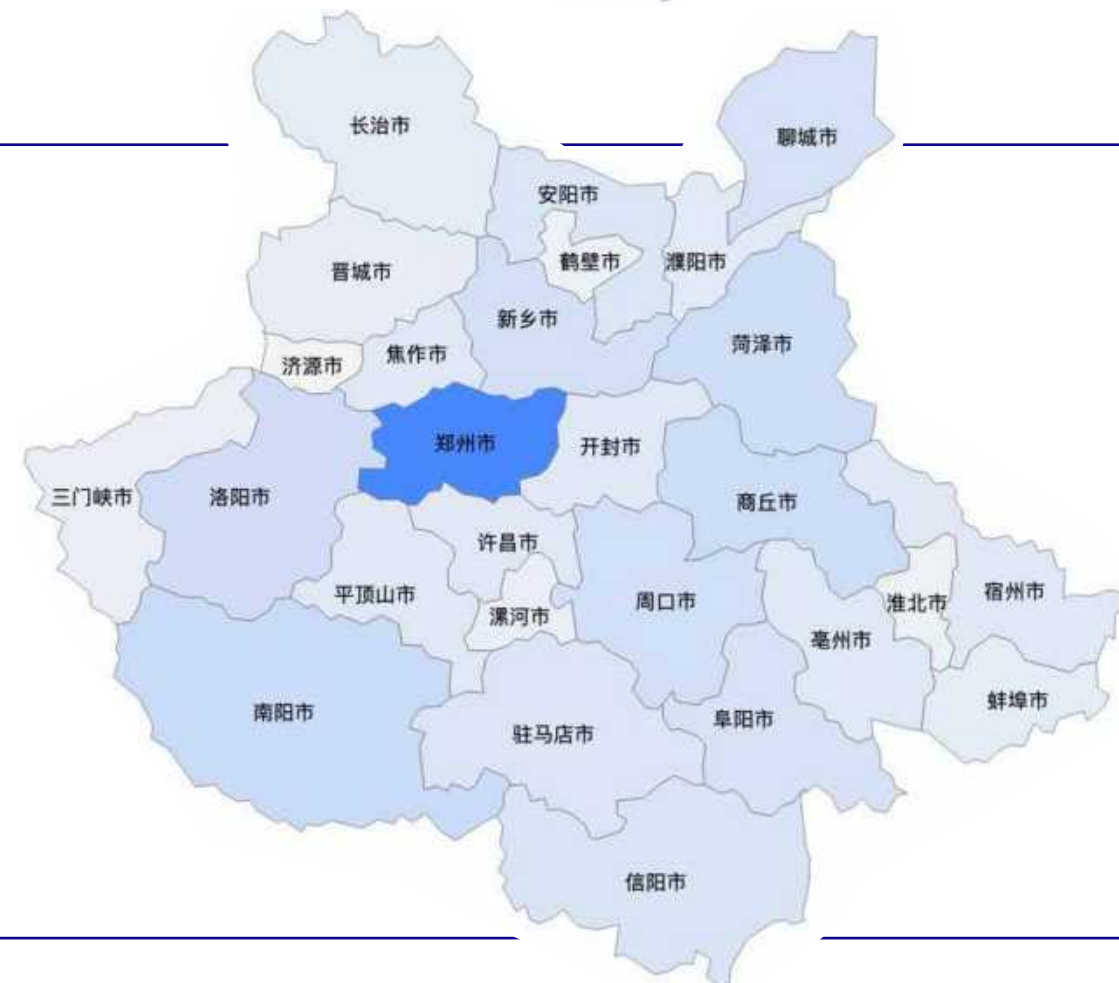 长治市
聊城市
安阳市
鹤壁市
濮阳市
晋城市
新乡市
菏泽市
焦作市
济源市
郑州市
开封市
三门峡市
洛阳市
商丘市
许昌市
平顶山市
漯河市
周口市
淮北市
宿州市
亳州市
蚌埠市
南阳市
驻马店市
阜阳市
信阳市